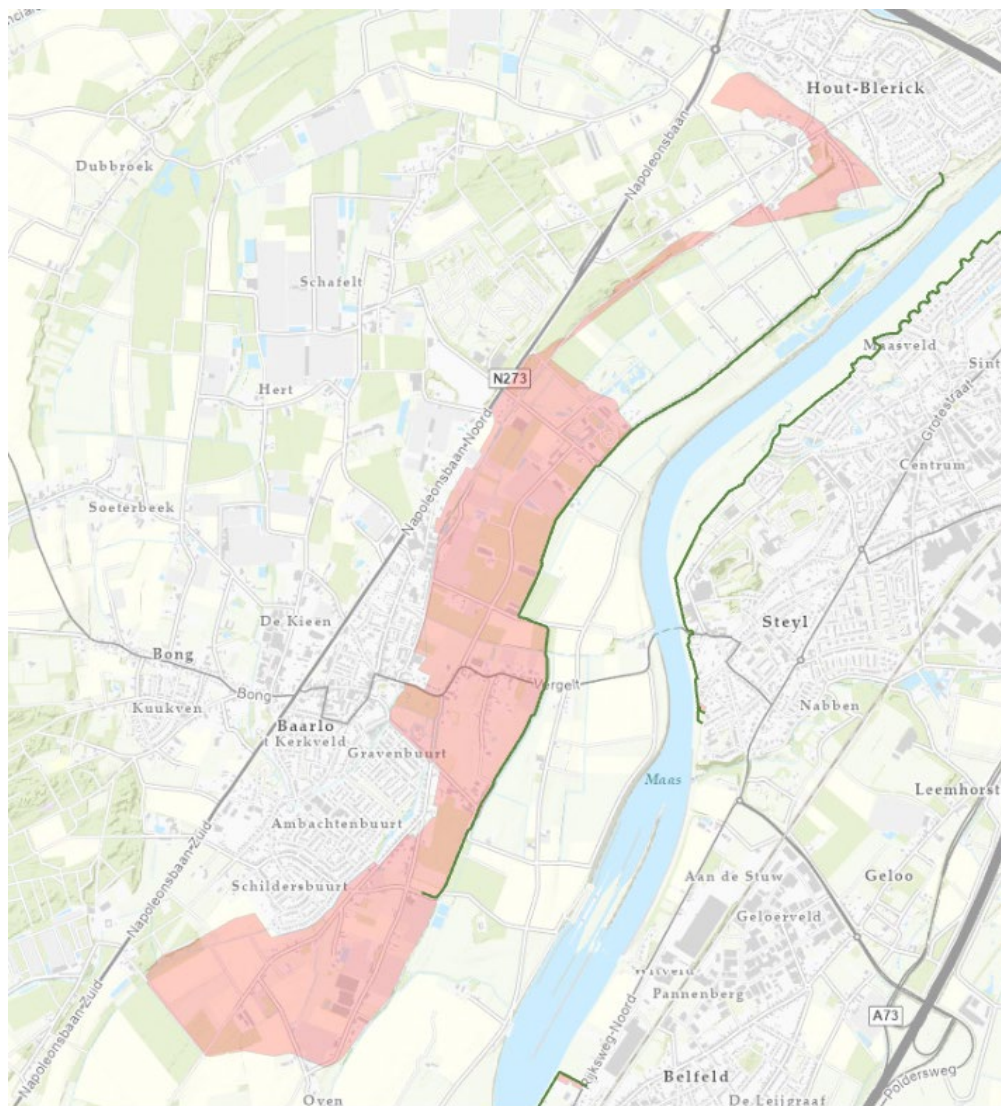 Hout-Blerick
Napoleonsbaan
Dubbroek
Schafelt
Maasveld
Sint
N273
Hert
Grotestraat
Napoleonsbaan-Noord
Centrum
Soeterbeek
De Kieen
Steyl
Bong
Vergelt
Bong
Kuukven
Nabben
Baarlo
t Kerkveld
Gravenbuurt
Maas
Leemhorst
Ambachtenbuurt
Napoleonsbaan-Zuid
Schildersbuurt
Aan de Stuw
Geloo
Geloerveld
Pannenberg
A73
Napoleonsbaan-Zuid
Rijksweg-Noord
Belfeld
Poldersweg
Oven
De Leijgraaf